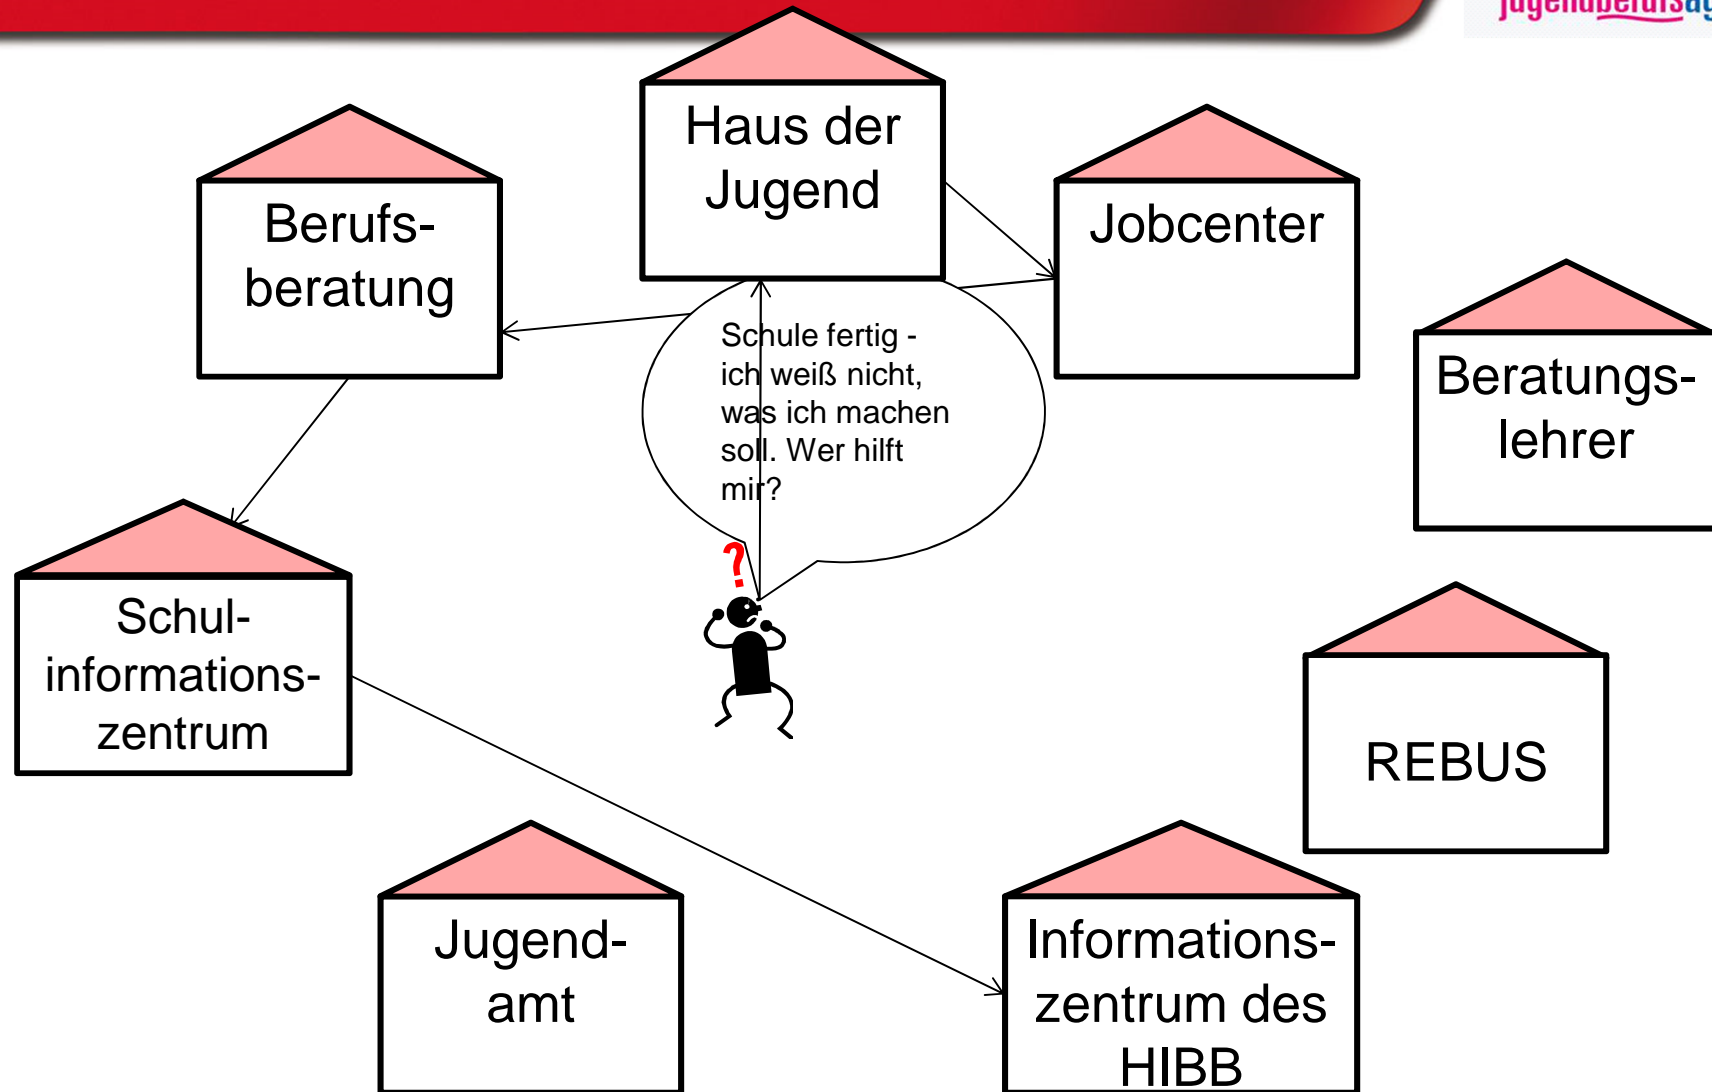 Haus der
Jugend
Berufs-
beratung
Jobcenter
Beratungs-
lehrer
Schule fertig -
ich weiß nicht,
was ich machen
soll. Wer hilft
mir?
?
Schul-
informations-
zentrum
REBUS
Jugend-
amt
Informations-
zentrum des
HIBB